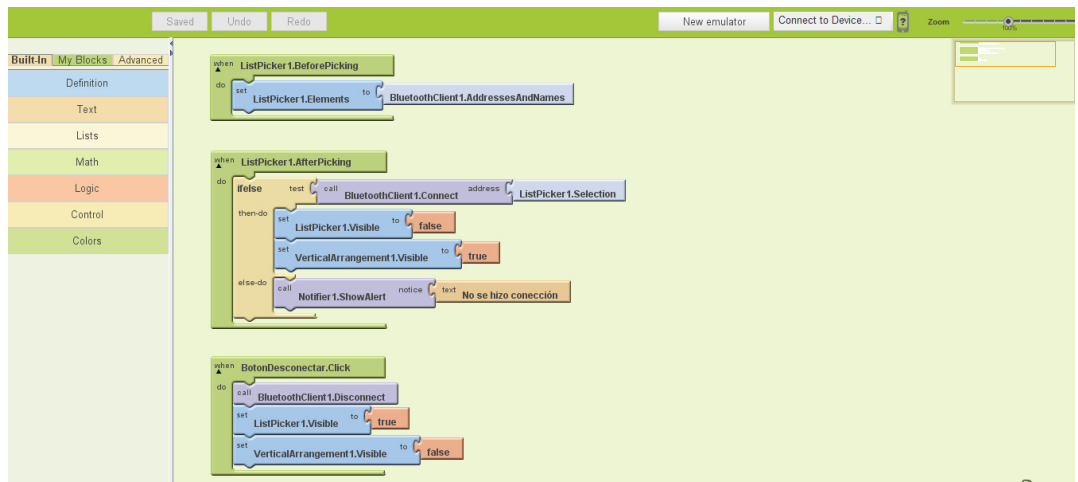 Saved Undo Redo New emulator Connect to Device... ? Zoom 100%
Built-In My Blocks Advanced
Definition
Text
Lists
Math
Logic
Control
Colors
when ListPicker1.BeforePicking
do set ListPicker1.Elements to BluetoothClient1.AddressesAndNames
when ListPicker1.AfterPicking
do ifelse test call BluetoothClient1.Connect address ListPicker1.Selection
then-do set ListPicker1.Visible to false
set VerticalArrangement1.Visible to true
else-do call Notifier1.ShowAlert notice text No se hizo conección
when BotonDesconectar.Click
do call BluetoothClient1.Disconnect
set ListPicker1.Visible to true
set VerticalArrangement1.Visible to false